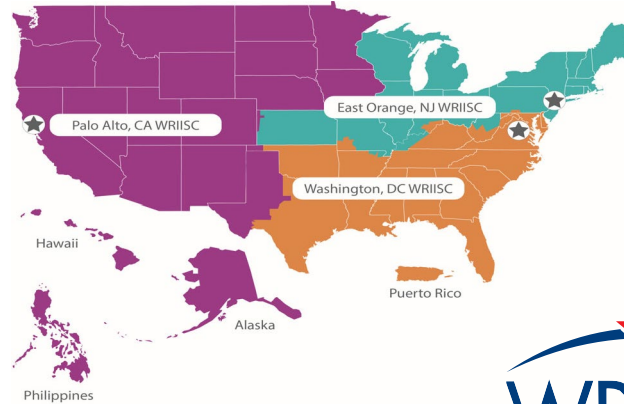 East Orange, NJ WRIISC
Palo Alto, CA WRIISC
Washington, DC WRIISC
Hawaii
Puerto Rico
Alaska
Philippines